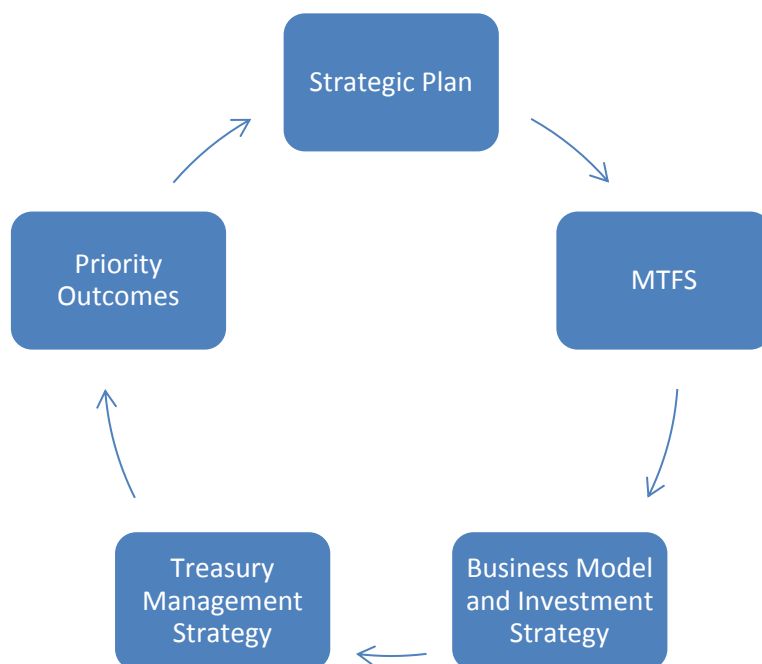 Strategic Plan
MTFS
Business Model
and Investment
Strategy
Treasury
Management
Strategy
Priority
Outcomes